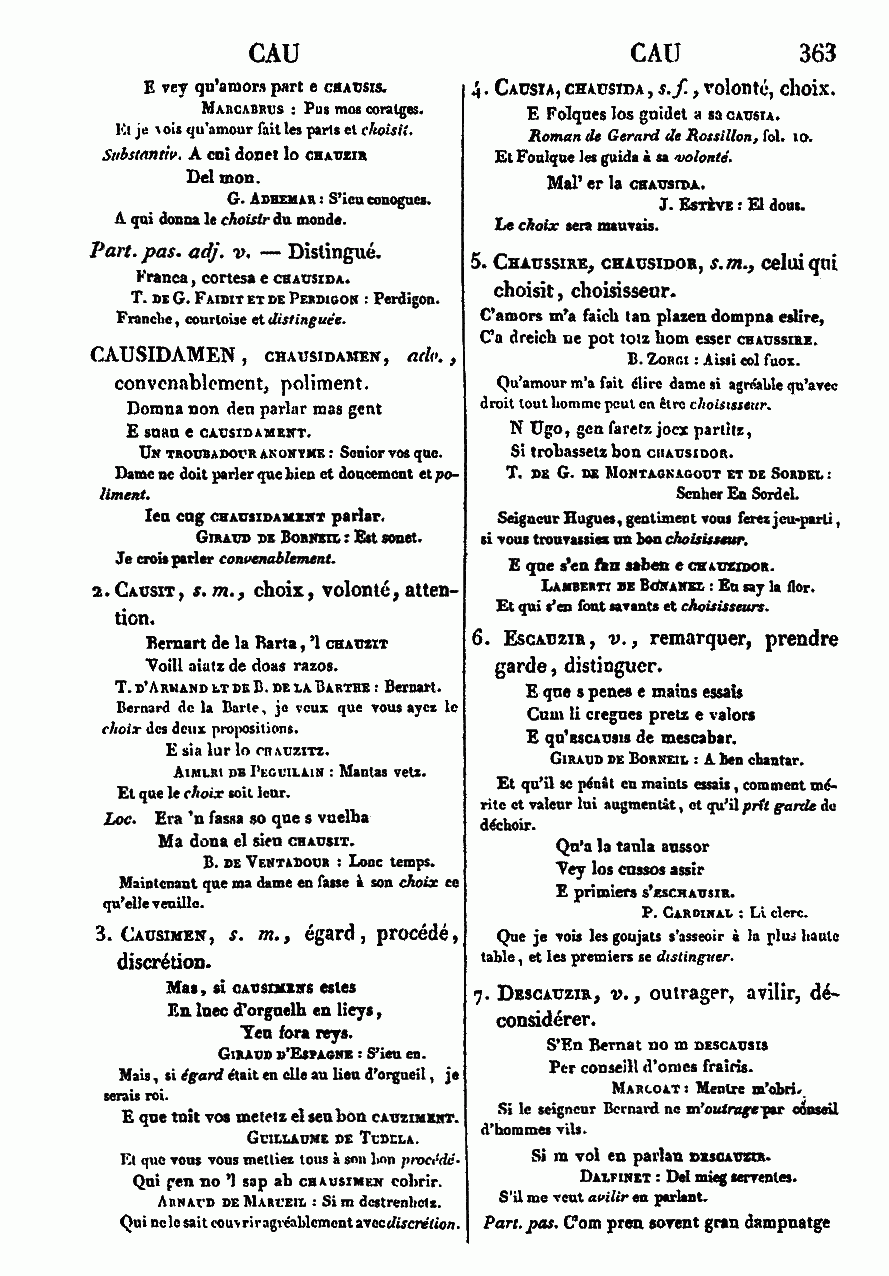 CAU
CAU 363
E vey qu'amors part e CHAUSIS.
MARCABRUS : Pus mos coratges.
Et je vois qu'amour fait les parts et choisit.
Substantiv. A cui donet lo CHAUZIR
Del mon.
G. ADHEMAR : S'ieu conogues.
A qui donna le choisir du monde.
Part. pas. adj. v. — Distingué.
Franca, cortesa e CHAUSIDA.
T. DE G. FAIDIT ET DE PERDIGON : Perdigon.
Franche, courtoise et distinguée.
CAUSIDAMEN, CHAUSIDAMEN, adv.,
convenablement, poliment.
Domna non deu parlar mas gent
E suau e CAUSIDAMENT.
UN TROUBADOUR ANONYME : Senior vos que.
Dame ne doit parler que bien et doucement et po-
liment.
Ieu cug CHAUSIDAMENT parlar.
GIRAUD DE BORNEIL : Est sonet.
Je crois parler convenablement.
2. CAUSIT, s. m., choix, volonté, atten-
tion.
Bernart de la Barta, 'l CHAUZIT
Voill aiatz de doas razos.
T. D'ARMAND ET DE B. DE LA BARTHE : Bernart.
Bernard de la Barte, je veux que vous ayez le
choix des deux propositions.
E sia lur lo CHAUZITZ.
AIMERI DE PEGUILAIN : Mantas vetz.
Et que le choix soit leur.
Loc. Era 'n fassa so que s vuelha
Ma dona el sieu CHAUSIT.
B. DE VENTADOUR : Lonc temps.
Maintenant que ma dame en fasse à son choix ce
qu'elle veuille.
3. CAUSIMEN, s. m., égard, procédé,
discrétion.
Mas, si CAUSIMENS estes
En luec d'orguelh en lieys,
Yeu fora reys.
GIRAUD D'ESPAGNE : S'ieu en.
Mais, si égard était en elle au lieu d'orgueil, je
serais roi.
E que tuit vos metetz el seu bon CAUZIMENT.
GUILLAUME DE TUDELA.
Et que vous vous mettiez tous à son bon procédé.
Qui gen no 'l sap ab CHAUSIMEN cobrir.
ARNAUD DE MARUEIL : Si m destrenhetz.
Qui ne le sait couvrir agréablement avec discrétion.
4. CAUSIA, CHAUSIDA, s. f., volonté, choix.
E Folques los guidet a sa CAUSIA.
Roman de Gerard de Rossillon, fol. 10.
Et Foulque les guida à sa volonté.
Mal' er la CHAUSIDA.
J. ESTÈVE : El dous.
Le choix sera mauvais.
5. CHAUSSIRE, CHAUSIDOR, s. m., celui qui
choisit, choisisseur.
C'amors m'a faich tan plazen dompna eslire,
C'a dreich ne pot totz hom esser CHAUSSIRE.
B. ZORGI : Aissi col fuox.
Qu'amour m'a fait élire dame si agréable qu'avec
droit tout homme peut en être choisisseur.
N Ugo, gen faretz jocx partitz,
Si trobassetz bon CHAUSIDOR.
T. DE G. DE MONTAGNAGOUT ET DE SORDEL :
Senher En Sordel.
Seigneur Hugues, gentiment vous ferez jeu-parti,
si vous trouvassiez un bon choisisseur.
E que s'en fan saben e CHAUZIDOR.
LAMBERTI DE BONANEL : Eu say la flor.
Et qui s'en font savants et choisisseurs.
6. ESCAUZIR, v., remarquer, prendre
garde, distinguer.
E que s penes e mains essais
Cum li cregues pretz e valors
E qu'ESCAUSIS de mescabar.
GIRAUD DE BORNEIL : A ben chantar.
Et qu'il se pénât en maints essais, comment mé-
rite et valeur lui augmentât, et qu'il prît garde de
déchoir.
Qu'a la taula aussor
Vey los cussos assir
E primiers s'ESCHAUSIR.
P. CARDINAL : Li clerc.
Que je vois les goujats s'asseoir à la plus haute
table, et les premiers se distinguer.
7. DESCAUZIR, v., outrager, avilir, dé-
considérer.
S'En Bernat no m DESCAUSIS
Per conseill d'omes frairis.
MARCOAT : Mentre m'obri.
Si le seigneur Bernard ne m'outrage par conseil
d'hommes vils.
Si m vol en parlan DESCAUZIR.
DALFINET : Del mieg serventes.
S'il me veut avilir en parlant.
Part. pas. C'om pren sovent gran dampnatge